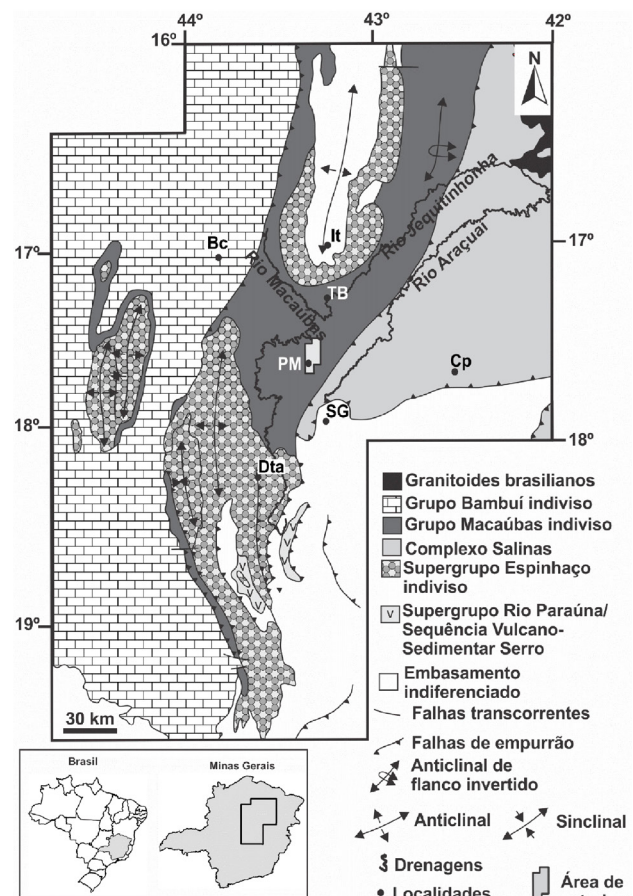 44º 43º 42º
16º
N
Rio Jequitinhonha
17º
Bc
It
17º
Rio Araçuai
Rio Macaúbas
TB
PM
Cp
SG
18º
18º
Dta
19º
30 km
Granitoides brasilianos
Grupo Bambuí indiviso
Grupo Macaúbas indiviso
Complexo Salinas
Supergrupo Espinhaço
indiviso
v
Supergrupo Rio Paraúna/
Sequência Vulcano-
Sedimentar Serro
Embasamento
indiferenciado
Falhas transcorrentes
Falhas de empurrão
Anticlinal de
flanco invertido
Anticlinal
Sinclinal
Drenagens
Localidades
Área de
Brasil
Minas Gerais